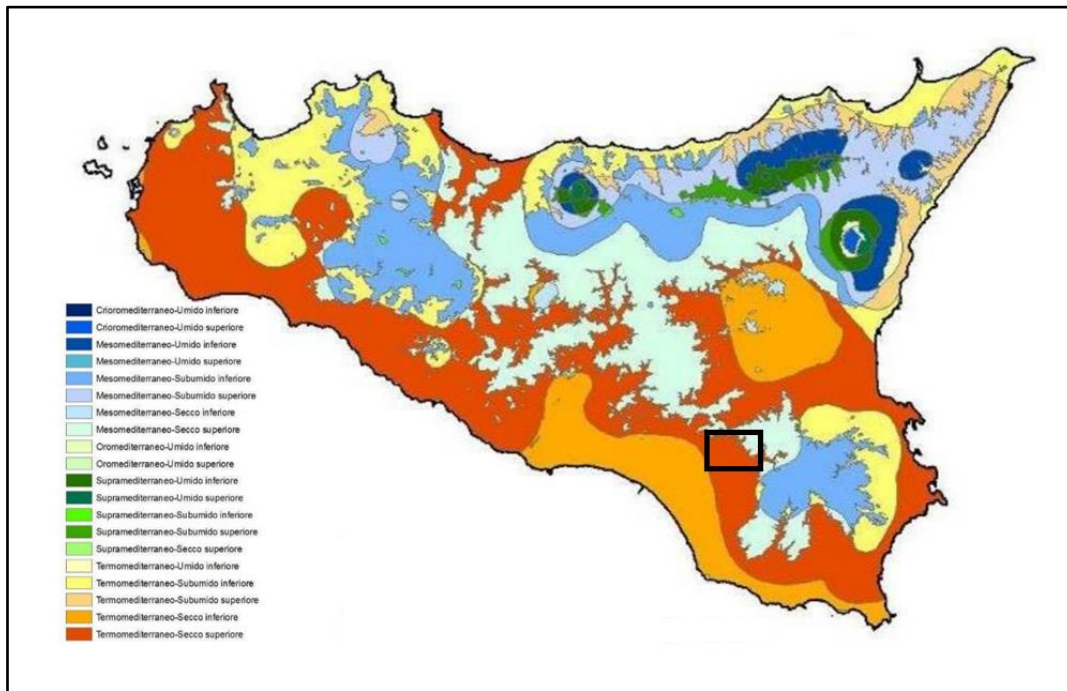 Crioromediterraneo-Umido inferiore
Crioromediterraneo-Umido superiore
Mesomediterraneo-Umido inferiore
Mesomediterraneo-Umido superiore
Mesomediterraneo-Subumido inferiore
Mesomediterraneo-Subumido superiore
Mesomediterraneo-Secco inferiore
Mesomediterraneo-Secco superiore
Oromediterraneo-Umido inferiore
Oromediterraneo-Umido superiore
Supramediterraneo-Umido inferiore
Supramediterraneo-Umido superiore
Supramediterraneo-Subumido inferiore
Supramediterraneo-Subumido superiore
Supramediterraneo-Secco superiore
Termomediterraneo-Umido inferiore
Termomediterraneo-Subumido inferiore
Termomediterraneo-Subumido superiore
Termomediterraneo-Secco inferiore
Termomediterraneo-Secco superiore